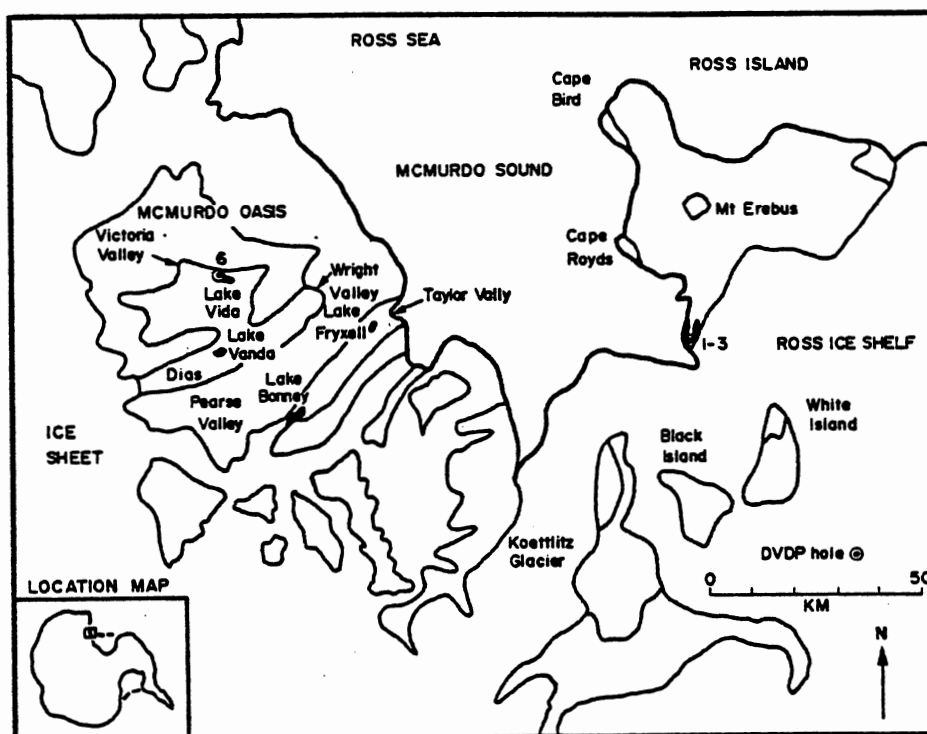 ROSS SEA
ROSS ISLAND
Cape
Bird
MCMURDO SOUND
Mt Erebus
MCMURDO OASIS
Victoria
Valley
6
Lake
Vida
Wright
Valley
Cape
Royds
Taylor Vally
Lake
Fryxell
Lake
Vanda
1-3
ROSS ICE SHELF
Dias
Lake
Bonney
Pearse
Valley
White
Island
Black
Island
ICE
SHEET
Koettlitz
Glacier
DVDP hole
0
50
KM
LOCATION MAP
N